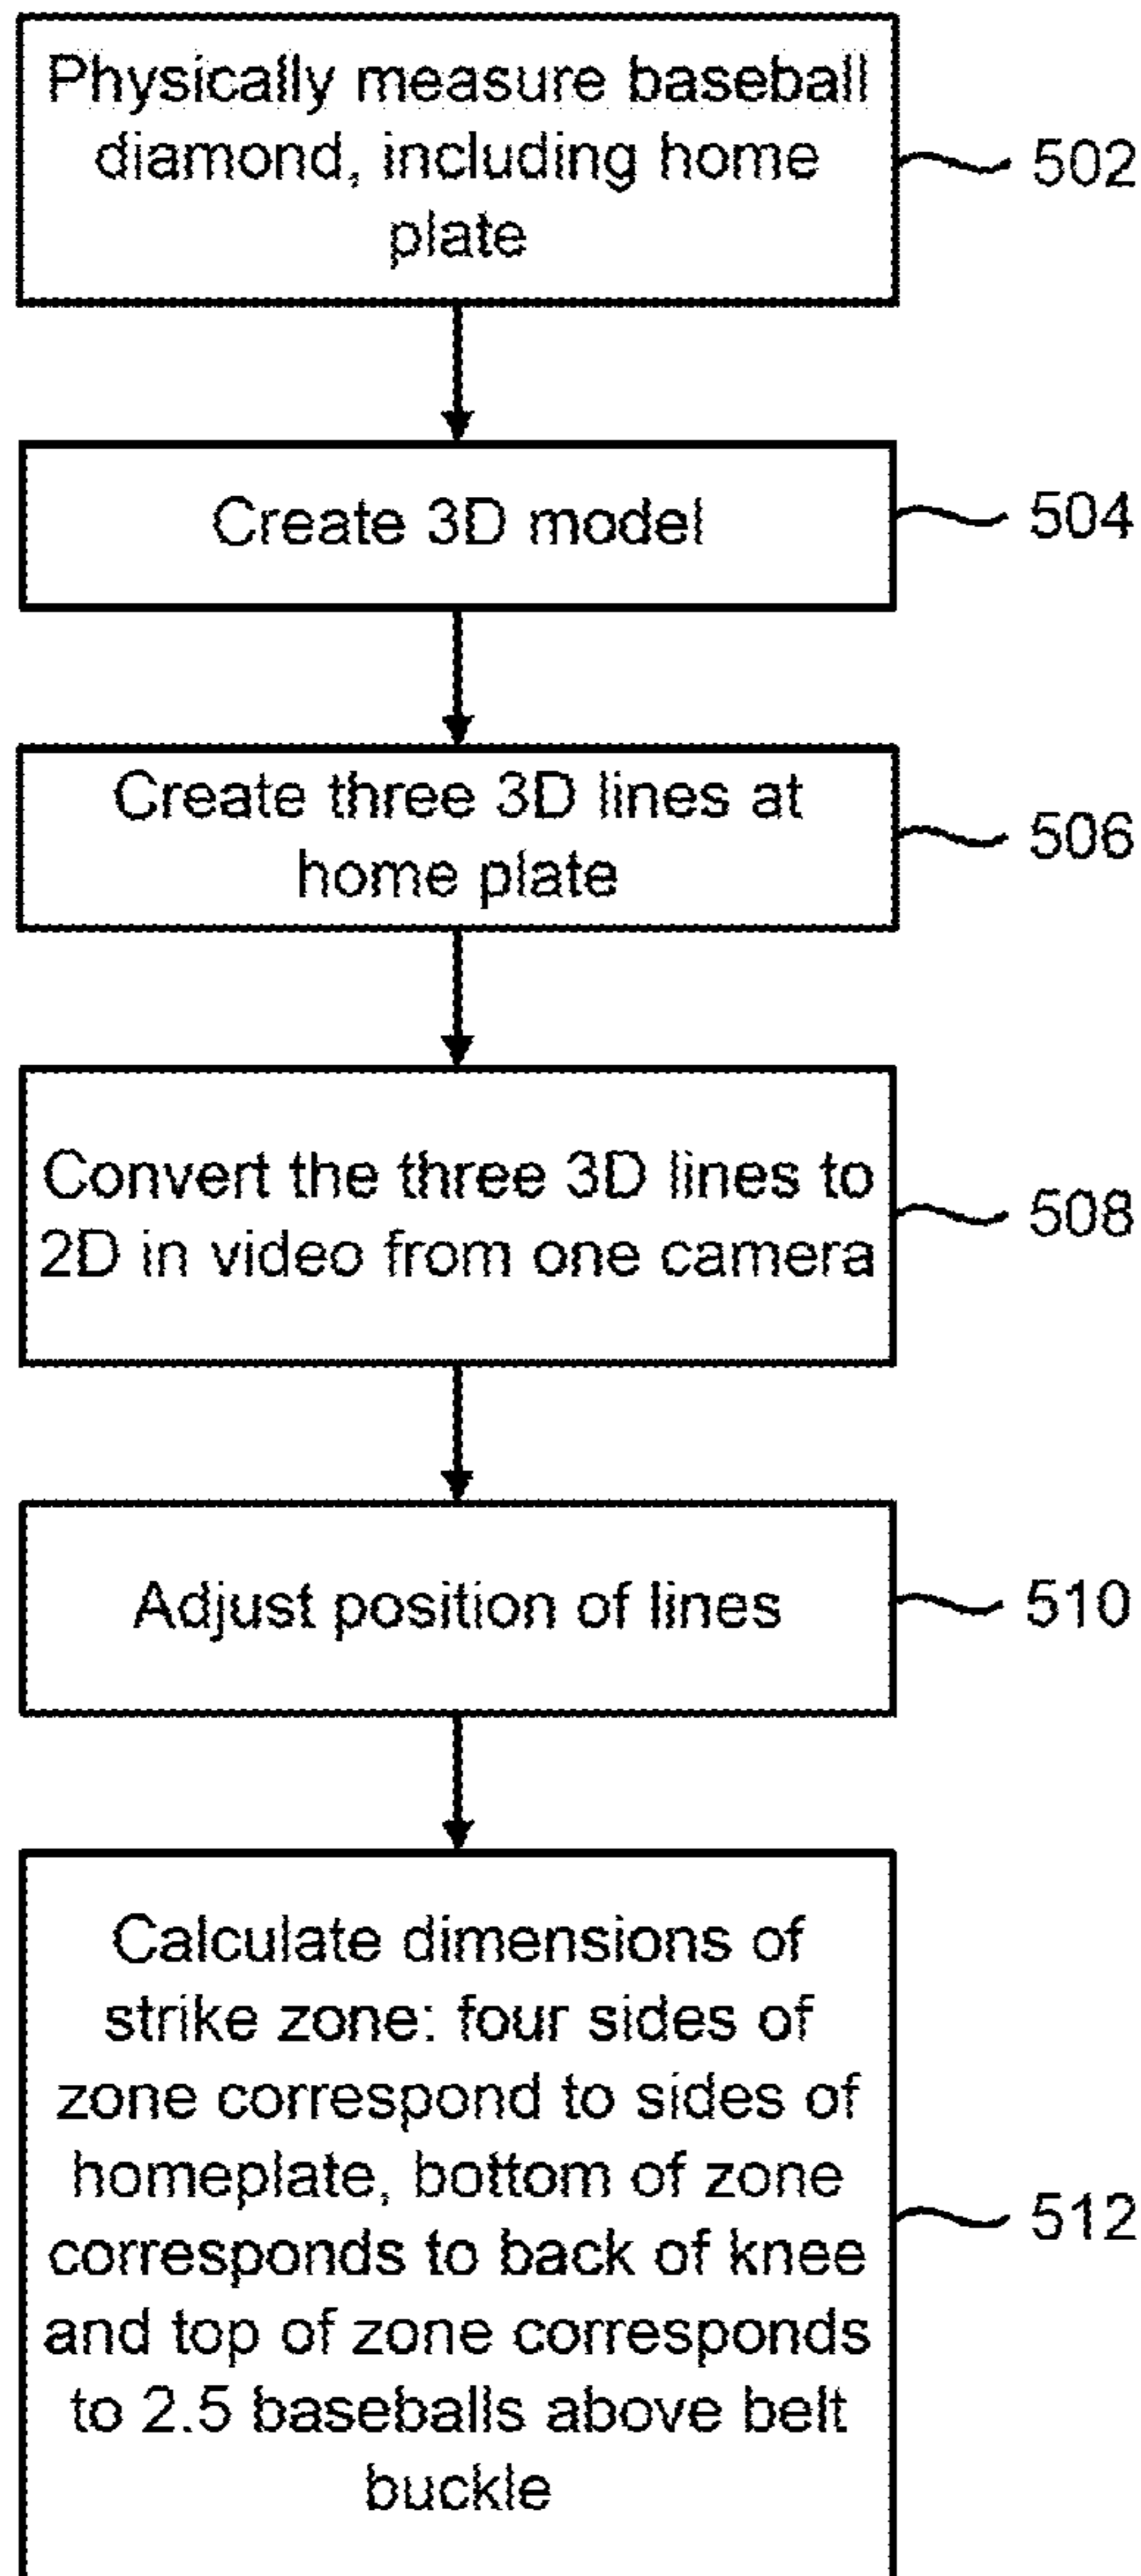 Physically measure baseball
diamond, including home
plate
502
Create 3D model
504
Create three 3D lines at
home plate
506
Convert the three 3D lines to
2D in video from one camera
508
Adjust position of lines
510
Calculate dimensions of
strike zone: four sides of
zone correspond to sides of
homeplate, bottom of zone
corresponds to back of knee
and top of zone corresponds
to 2.5 baseballs above belt
buckle
512